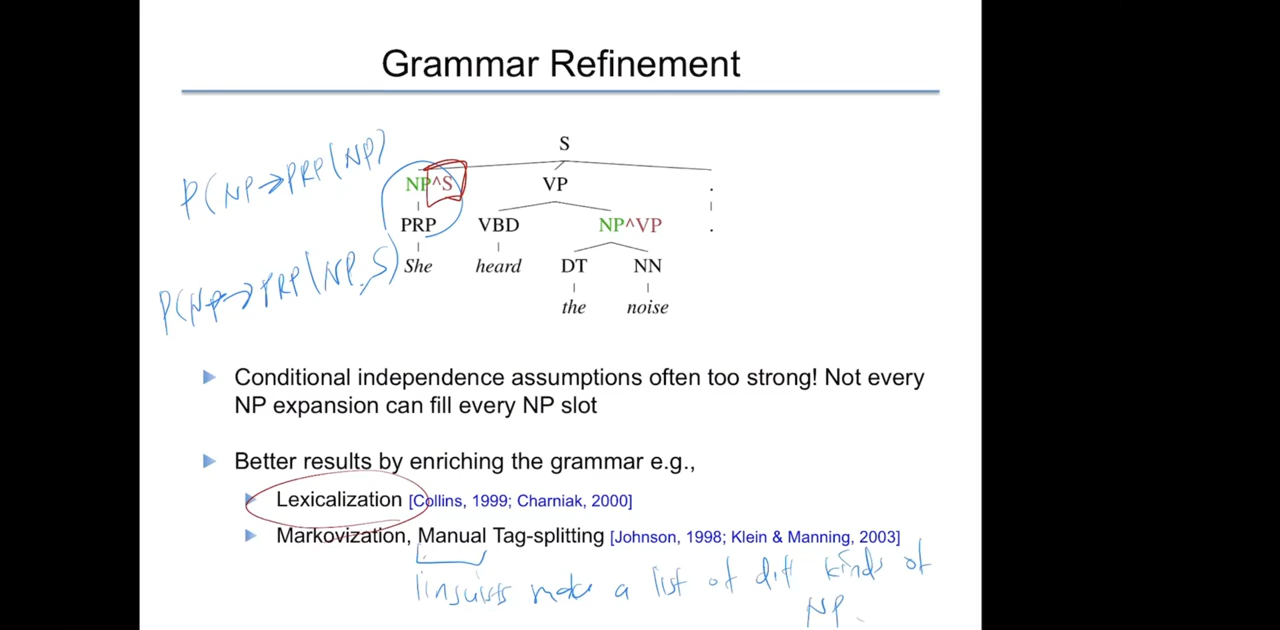 Grammar Refinement
P(NP→PRP|NP)
S
NP^S VP .
PRP VBD NP^VP .
P(NP→PRP|NP,S)
She heard DT NN
the noise
Conditional independence assumptions often too strong! Not every
NP expansion can fill every NP slot
Better results by enriching the grammar e.g.,
Lexicalization [Collins, 1999; Charniak, 2000]
Markovization, Manual Tag-splitting [Johnson, 1998; Klein & Manning, 2003]
linguists make a list of diff kinds of
NP.